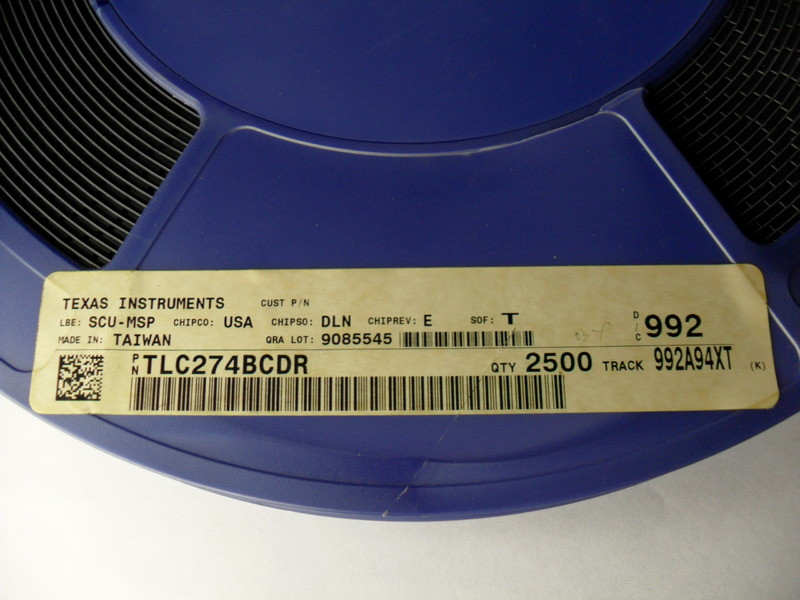 TEXAS INSTRUMENTS CUST P/N
LBE: SCU-MSP CHIPCO: USA CHIPSO: DLN CHIPREV: E SOF: T D/C 992
MADE IN: TAIWAN QRA LOT: 9085545
PN TLC274BCDR QTY 2500 TRACK 992A94XT (K)